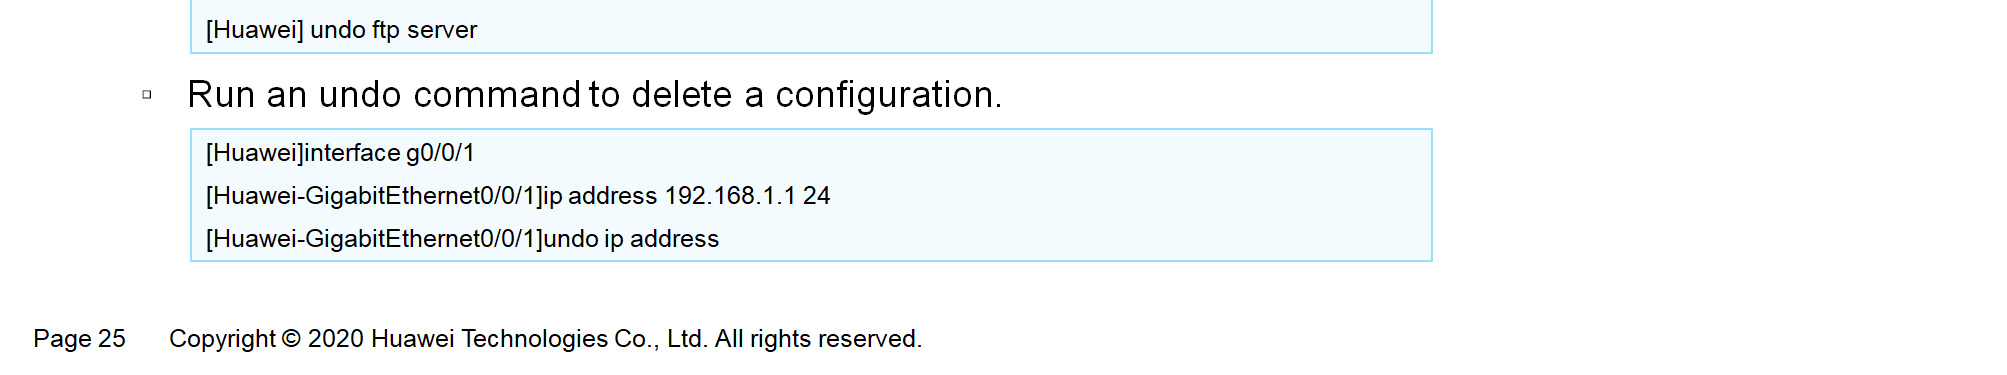 [Huawei] undo ftp server
▫ Run an undo command to delete a configuration.
[Huawei]interface g0/0/1
[Huawei-GigabitEthernet0/0/1]ip address 192.168.1.1 24
[Huawei-GigabitEthernet0/0/1]undo ip address
Page 25 Copyright © 2020 Huawei Technologies Co., Ltd. All rights reserved.